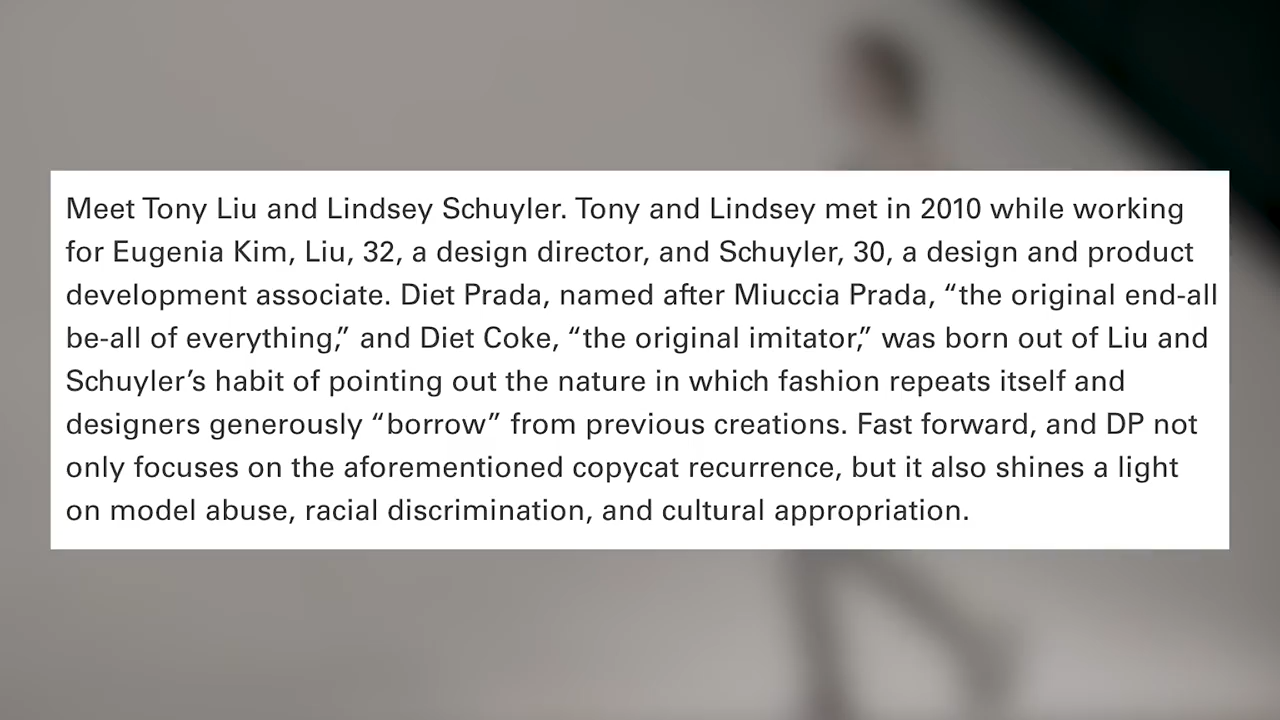 Meet Tony Liu and Lindsey Schuyler. Tony and Lindsey met in 2010 while working
for Eugenia Kim, Liu, 32, a design director, and Schuyler, 30, a design and product
development associate. Diet Prada, named after Miuccia Prada, “the original end-all
be-all of everything,” and Diet Coke, “the original imitator,” was born out of Liu and
Schuyler’s habit of pointing out the nature in which fashion repeats itself and
designers generously “borrow” from previous creations. Fast forward, and DP not
only focuses on the aforementioned copycat recurrence, but it also shines a light
on model abuse, racial discrimination, and cultural appropriation.